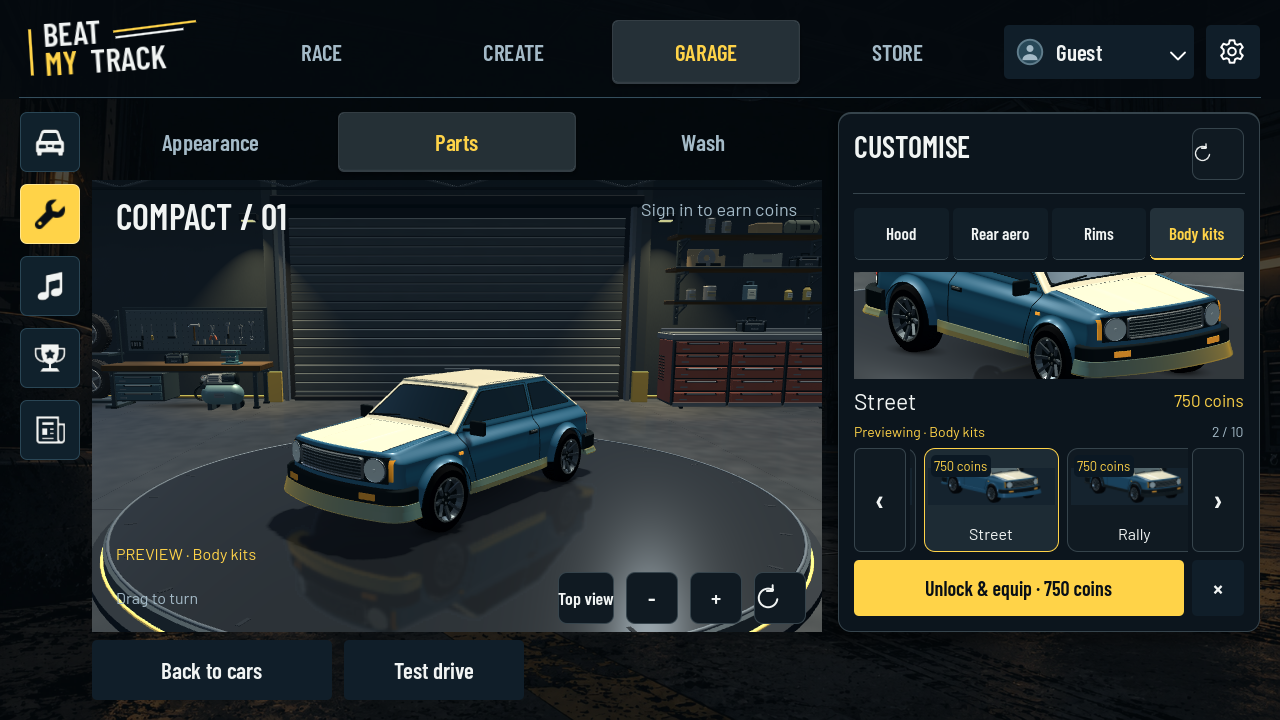 BEAT
MY TRACK
RACE
CREATE
GARAGE
STORE
Guest
Appearance
Parts
Wash
COMPACT / 01
Sign in to earn coins
PREVIEW · Body kits
Drag to turn
Top view
-
+
Back to cars
Test drive
CUSTOMISE
Hood
Rear aero
Rims
Body kits
Street
750 coins
Previewing · Body kits
2 / 10
‹
750 coins
Street
750 coins
Rally
›
Unlock & equip · 750 coins
×